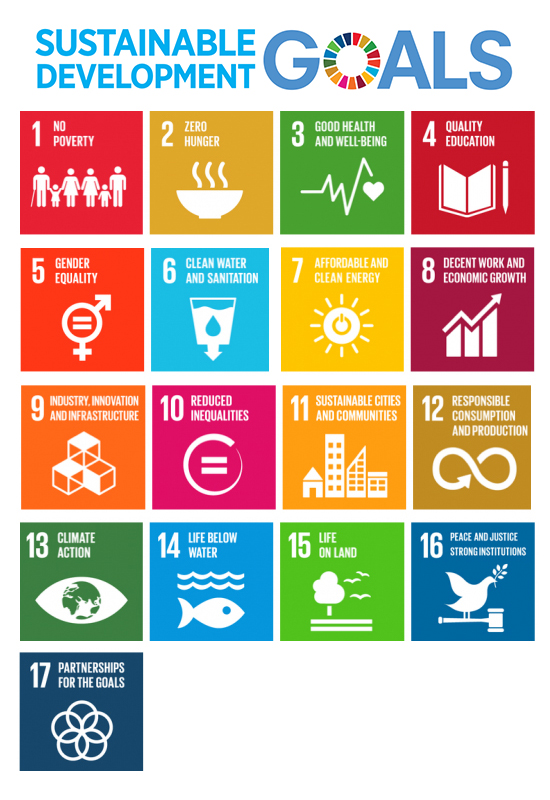 SUSTAINABLE
DEVELOPMENT GOALS
1 NO
POVERTY
2 ZERO
HUNGER
3 GOOD HEALTH
AND WELL-BEING
4 QUALITY
EDUCATION
5 GENDER
EQUALITY
6 CLEAN WATER
AND SANITATION
7 AFFORDABLE AND
CLEAN ENERGY
8 DECENT WORK AND
ECONOMIC GROWTH
9 INDUSTRY, INNOVATION
AND INFRASTRUCTURE
10 REDUCED
INEQUALITIES
11 SUSTAINABLE CITIES
AND COMMUNITIES
12 RESPONSIBLE
CONSUMPTION
AND PRODUCTION
13 CLIMATE
ACTION
14 LIFE BELOW
WATER
15 LIFE
ON LAND
16 PEACE AND JUSTICE
STRONG INSTITUTIONS
17 PARTNERSHIPS
FOR THE GOALS